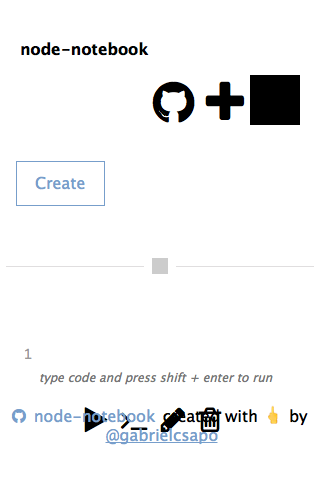 node-notebook
Create
1
type code and press shift + enter to run
node-notebook created with 👆 by
@gabrielcsapo